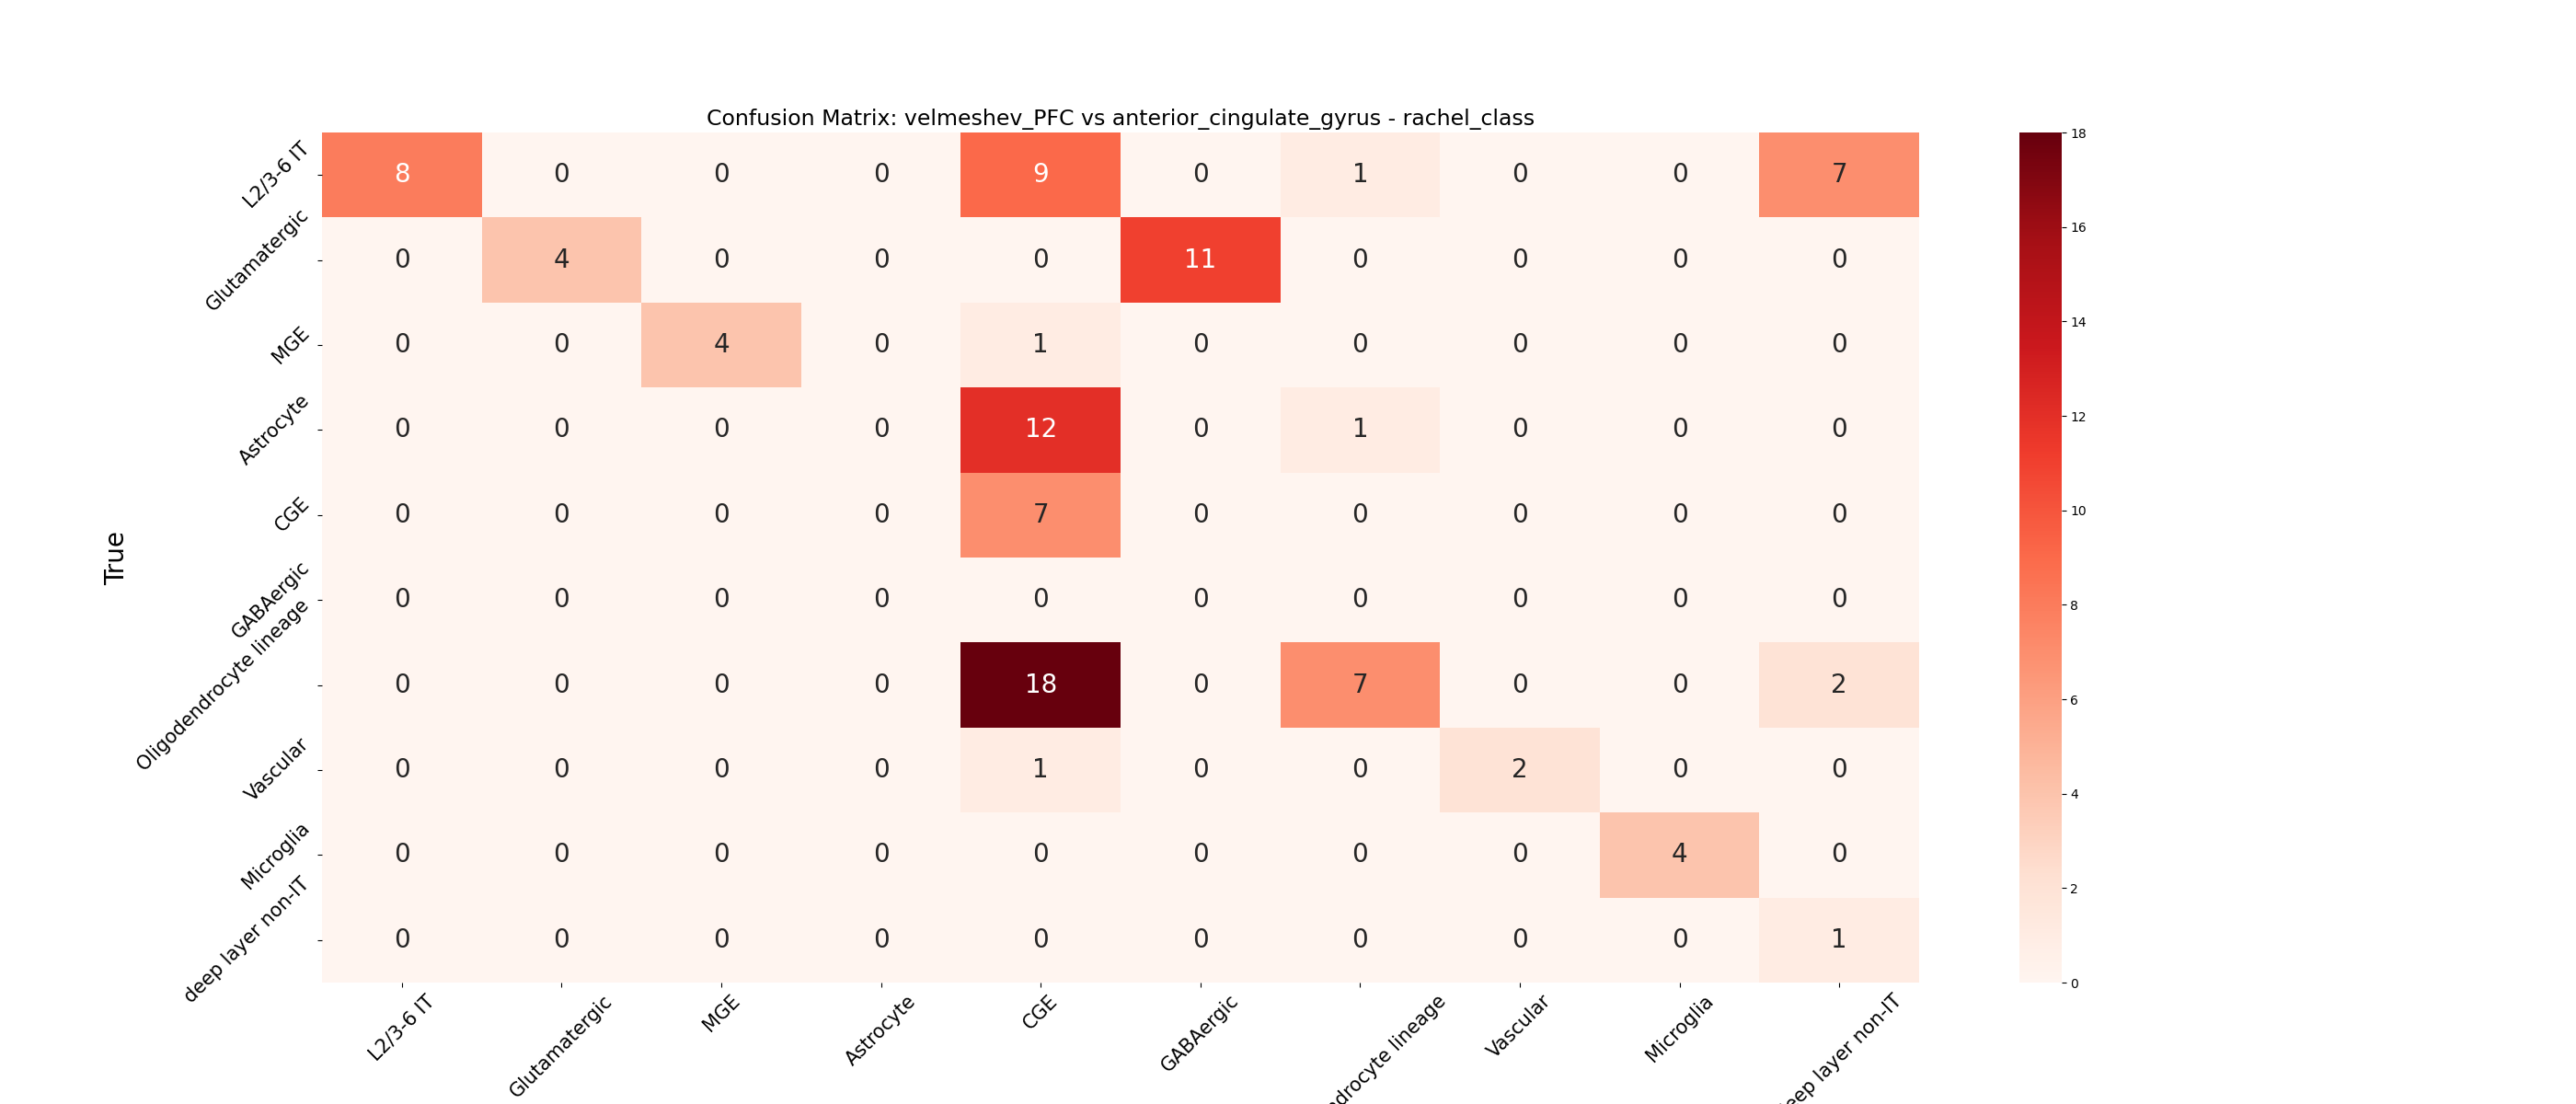 Confusion Matrix: velmeshev_PFC vs anterior_cingulate_gyrus - rachel_class
True
L2/3-6 IT 8 0 0 0 9 0 1 0 0 7
Glutamatergic 0 4 0 0 0 11 0 0 0 0
MGE 0 0 4 0 1 0 0 0 0 0
Astrocyte 0 0 0 0 12 0 1 0 0 0
CGE 0 0 0 0 7 0 0 0 0 0
GABAergic 0 0 0 0 0 0 0 0 0 0
Oligodendrocyte lineage 0 0 0 0 18 0 7 0 0 2
Vascular 0 0 0 0 1 0 0 2 0 0
Microglia 0 0 0 0 0 0 0 0 4 0
deep layer non-IT 0 0 0 0 0 0 0 0 0 1
L2/3-6 IT Glutamatergic MGE Astrocyte CGE GABAergic ndrocyte lineage Vascular Microglia eep layer non-IT
18
16
14
12
10
8
6
4
2
0